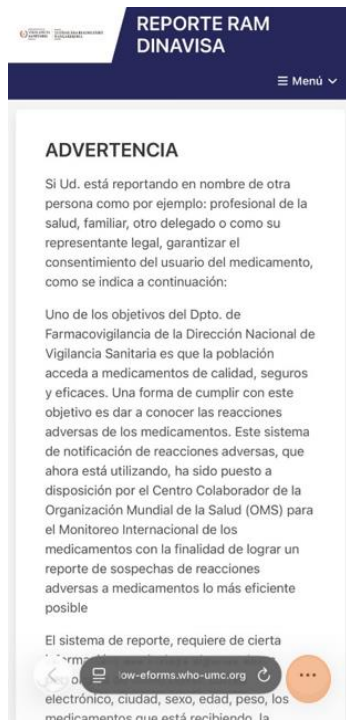 REPORTE RAM
DINAVISA
Menú
ADVERTENCIA
Si Ud. está reportando en nombre de otra
persona como por ejemplo: profesional de la
salud, familiar, otro delegado o como su
representante legal, garantizar el
consentimiento del usuario del medicamento,
como se indica a continuación:
Uno de los objetivos del Dpto. de
Farmacovigilancia de la Dirección Nacional de
Vigilancia Sanitaria es que la población
acceda a medicamentos de calidad, seguros
y eficaces. Una forma de cumplir con este
objetivo es dar a conocer las reacciones
adversas de los medicamentos. Este sistema
de notificación de reacciones adversas, que
ahora está utilizando, ha sido puesto a
disposición por el Centro Colaborador de la
Organización Mundial de la Salud (OMS) para
el Monitoreo Internacional de los
medicamentos con la finalidad de lograr un
reporte de sospechas de reacciones
adversas a medicamentos lo más eficiente
posible
El sistema de reporte, requiere de cierta
low-eforms.who-umc.org
electrónico, ciudad, sexo, edad, peso, los
medicamentos que está recibiendo, la